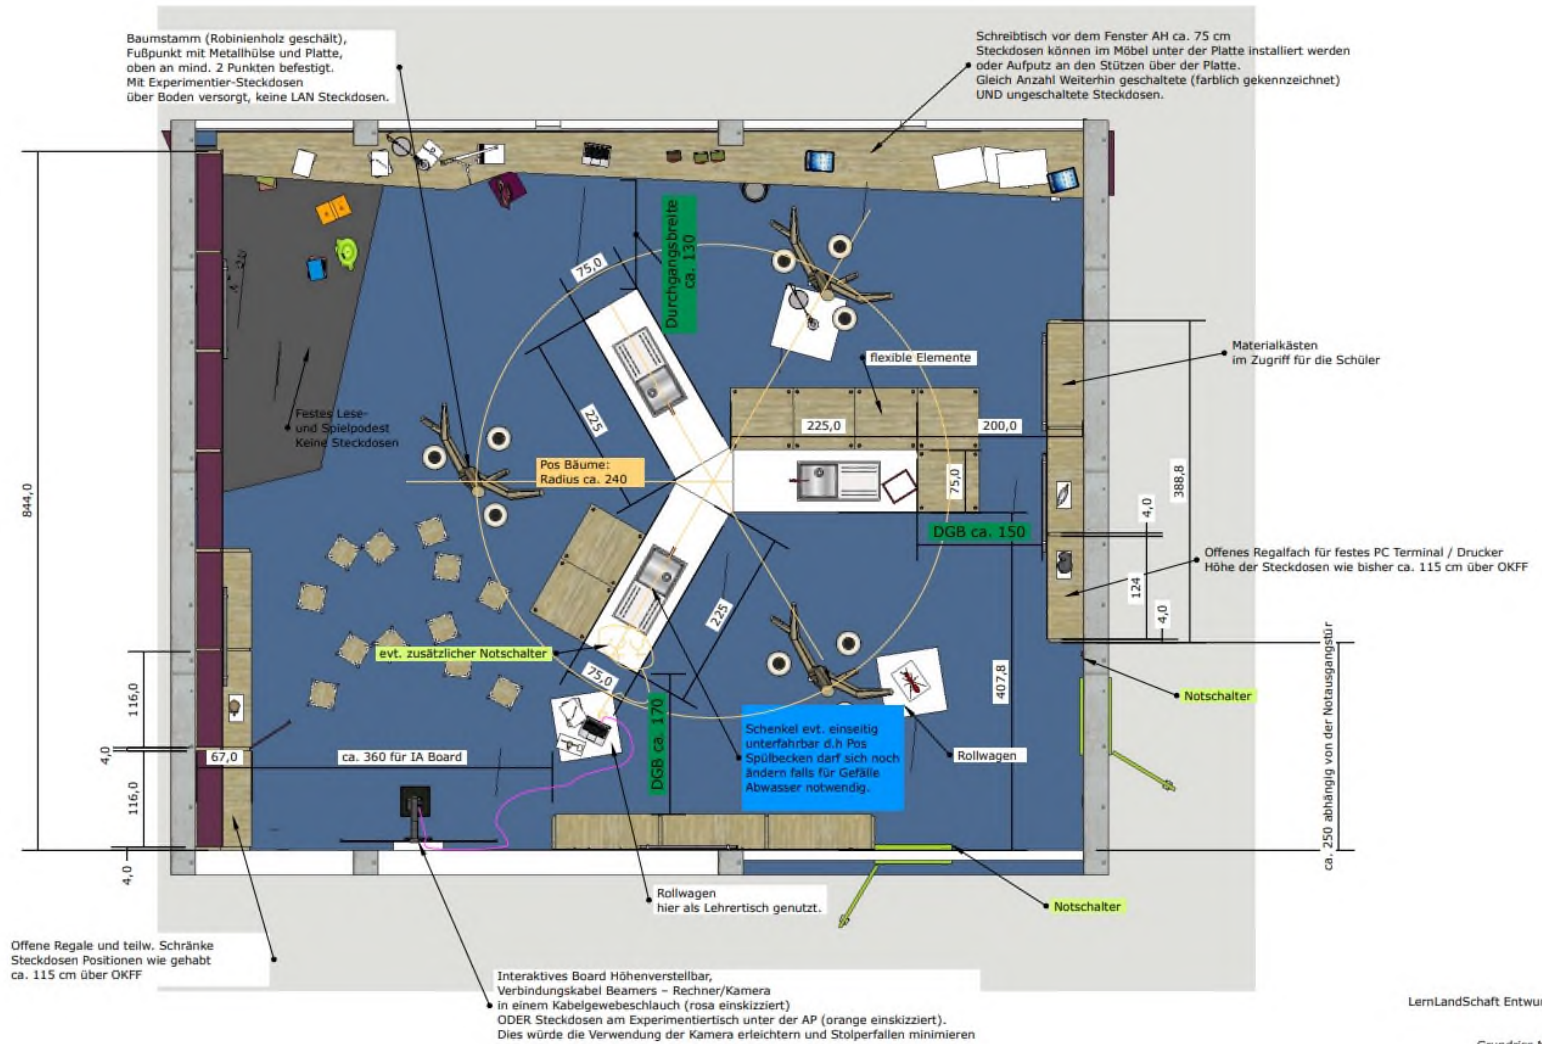 Baumstamm (Robinienholz geschält),
Fußpunkt mit Metallhülse und Platte,
oben an mind. 2 Punkten befestigt.
Mit Experimentier-Steckdosen
über Boden versorgt, keine LAN Steckdosen.
Schreibtisch vor dem Fenster AH ca. 75 cm
Steckdosen können im Möbel unter der Platte installiert werden
oder Aufputz an den Stützen über der Platte.
Gleich Anzahl Weiterhin geschaltete (farblich gekennzeichnet)
UND ungeschaltete Steckdosen.
Durchgangsbreite
ca. 130
75,0
flexible Elemente
Materialkästen
im Zugriff für die Schüler
Festes Lese-
und Spielpodest
Keine Steckdosen
225
225,0
200,0
Pos Bäume:
Radius ca. 240
75,0
388,8
844,0
4,0
DGB ca. 150
Offenes Regalfach für festes PC Terminal / Drucker
Höhe der Steckdosen wie bisher ca. 115 cm über OKFF
124
4,0
225
evt. zusätzlicher Notschalter
75,0
407,8
ca. 250 abhängig von der Notausgangstür
Notschalter
116,0
4,0
67,0
ca. 360 für IA Board
DGB ca. 170
Schenkel evt. einseitig
unterfahrbar d.h Pos
Spülbecken darf sich noch
ändern falls für Gefälle
Abwasser notwendig.
Rollwagen
116,0
4,0
Rollwagen
hier als Lehrertisch genutzt.
Notschalter
Offene Regale und teilw. Schränke
Steckdosen Positionen wie gehabt
ca. 115 cm über OKFF
Interaktives Board Höhenverstellbar,
Verbindungskabel Beamers – Rechner/Kamera
in einem Kabelgewebeschlauch (rosa einskizziert)
ODER Steckdosen am Experimentiertisch unter der AP (orange einskizziert).
Dies würde die Verwendung der Kamera erleichtern und Stolperfallen minimieren
LernLandSchaft Entwu